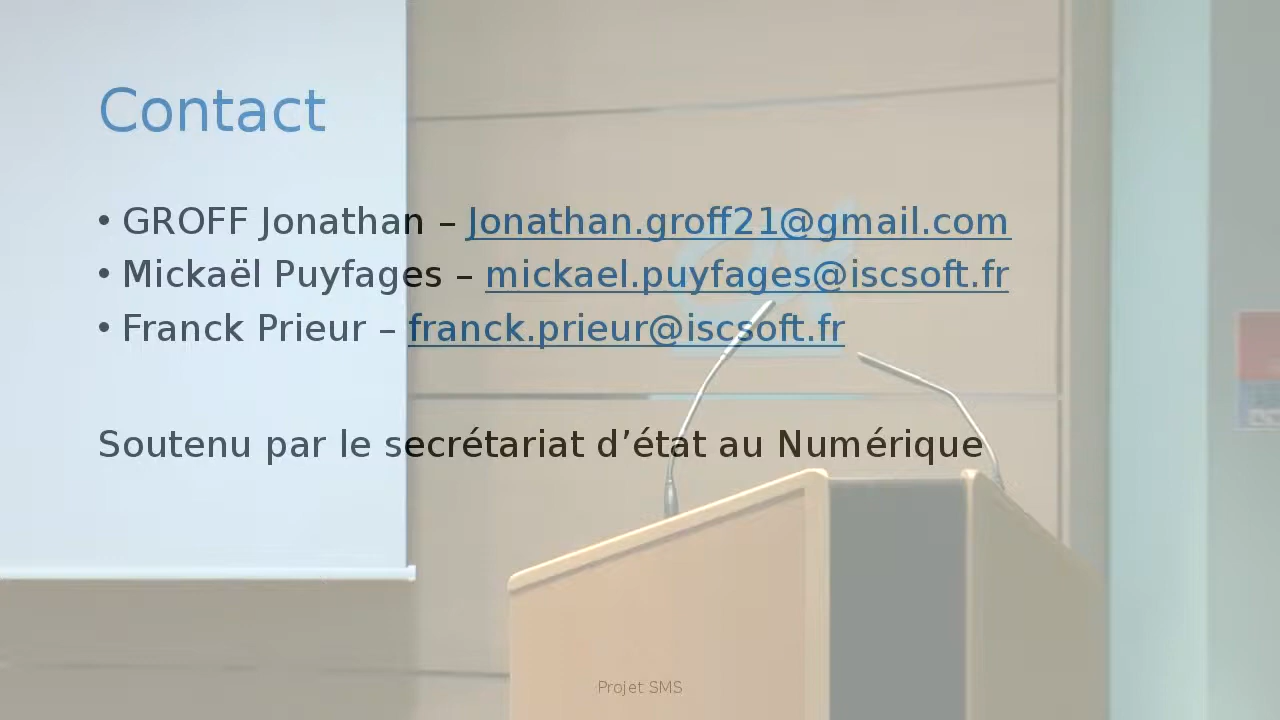 Contact
• GROFF Jonathan – Jonathan.groff21@gmail.com
• Mickaël Puyfages – mickael.puyfages@iscsoft.fr
• Franck Prieur – franck.prieur@iscsoft.fr
Soutenu par le secrétariat d’état au Numérique
Projet SMS